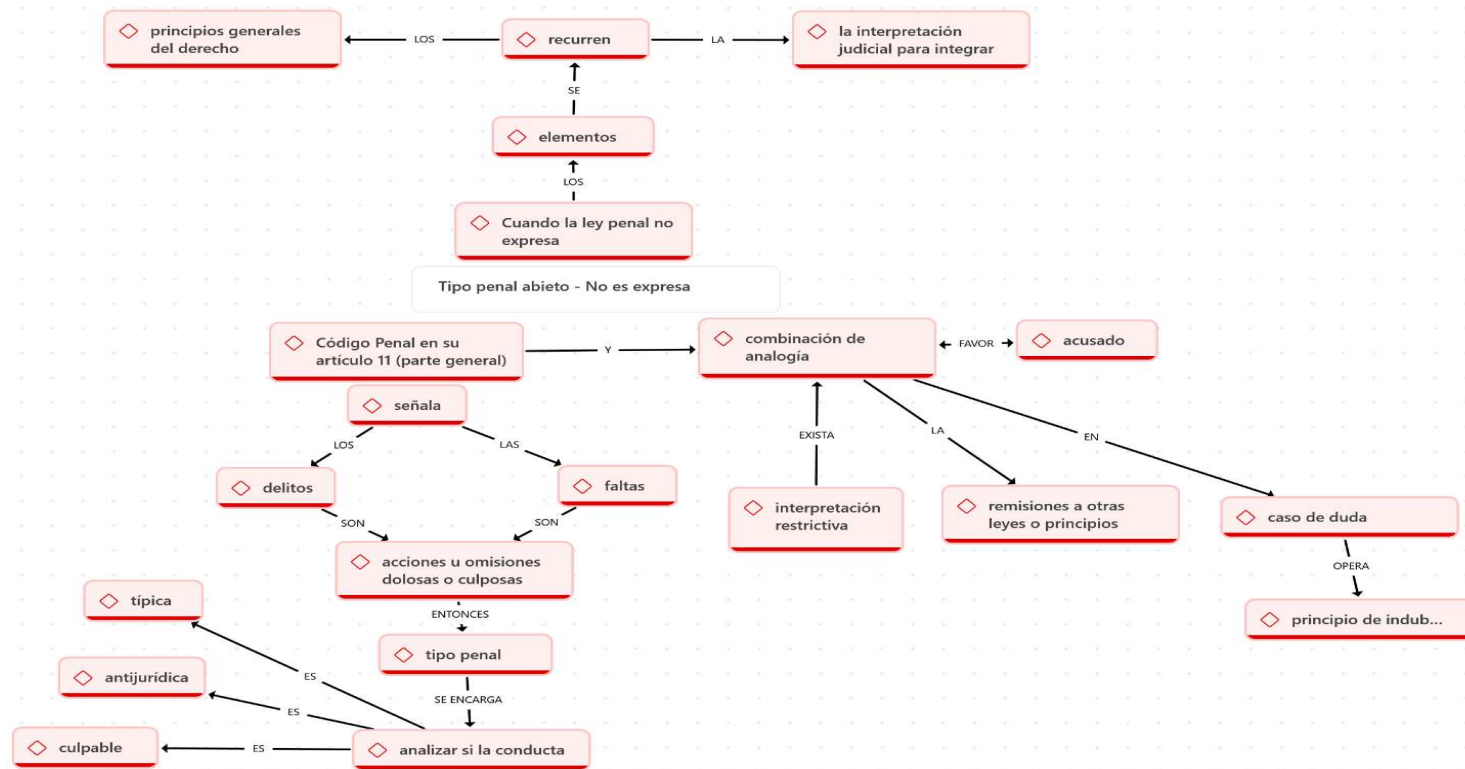 principios generales
del derecho
LOS
recurren
LA
la interpretación
judicial para integrar
SE
elementos
LOS
Cuando la ley penal no
expresa
Tipo penal abieto - No es expresa
Código Penal en su
artículo 11 (parte general)
Y
combinación de
analogía
FAVOR
acusado
señala
LOS
LAS
EXISTA
LA
EN
delitos
faltas
interpretación
restrictiva
remisiones a otras
leyes o principios
caso de duda
SON
SON
acciones u omisiones
dolosas o culposas
OPERA
típica
ENTONCES
principio de indub...
tipo penal
antijurídica
ES
SE ENCARGA
ES
culpable
ES
analizar si la conducta